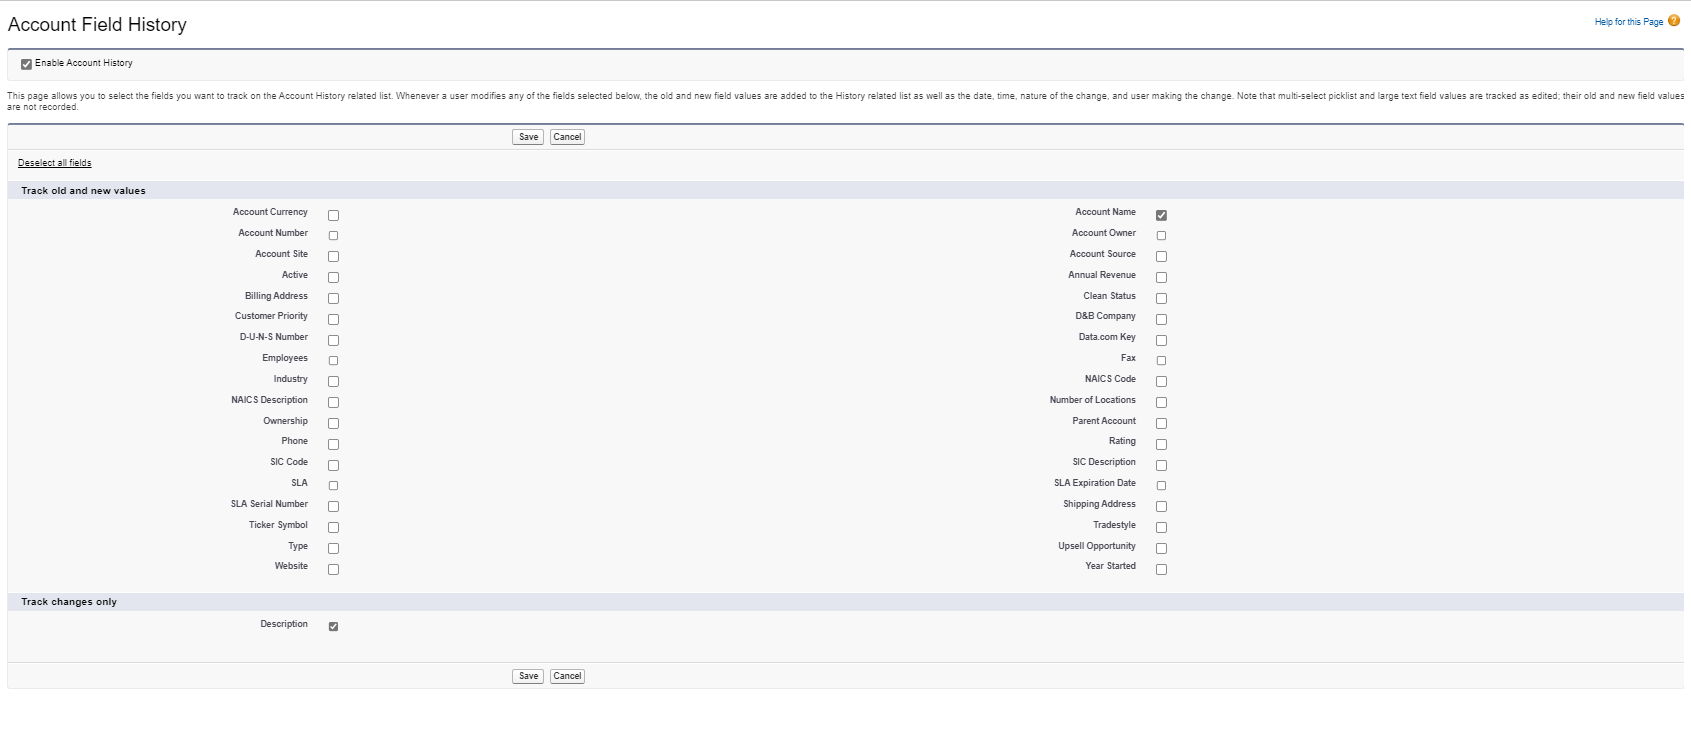 Account Field History
Help for this Page ?
Enable Account History
This page allows you to select the fields you want to track on the Account History related list. Whenever a user modifies any of the fields selected below, the old and new field values are added to the History related list as well as the date, time, nature of the change, and user making the change. Note that multi-select picklist and large text field values are tracked as edited; their old and new field values
are not recorded.
Save Cancel
Deselect all fields
Track old and new values
Account Currency Account Name
Account Number Account Owner
Account Site Account Source
Active Annual Revenue
Billing Address Clean Status
Customer Priority D&B Company
D-U-N-S Number Data.com Key
Employees Fax
Industry NAICS Code
NAICS Description Number of Locations
Ownership Parent Account
Phone Rating
SIC Code SIC Description
SLA SLA Expiration Date
SLA Serial Number Shipping Address
Ticker Symbol Tradestyle
Type Upsell Opportunity
Website Year Started
Track changes only
Description
Save Cancel